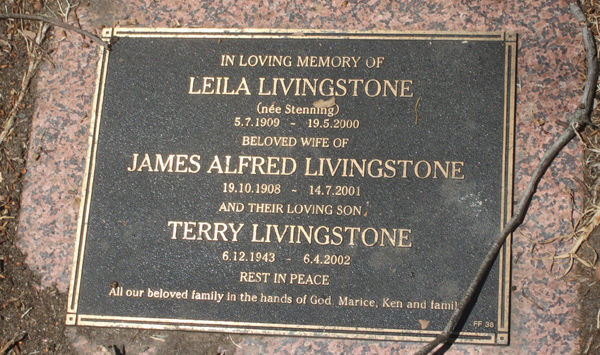 IN LOVING MEMORY OF
LEILA LIVINGSTONE
(née Stenning)
5.7.1909 - 19.5.2000
BELOVED WIFE OF
JAMES ALFRED LIVINGSTONE
19.10.1908 - 14.7.2001
AND THEIR LOVING SON,
TERRY LIVINGSTONE
6.12.1943 - 6.4.2002
REST IN PEACE
All our beloved family in the hands of God, Marice, Ken and family
FF 38